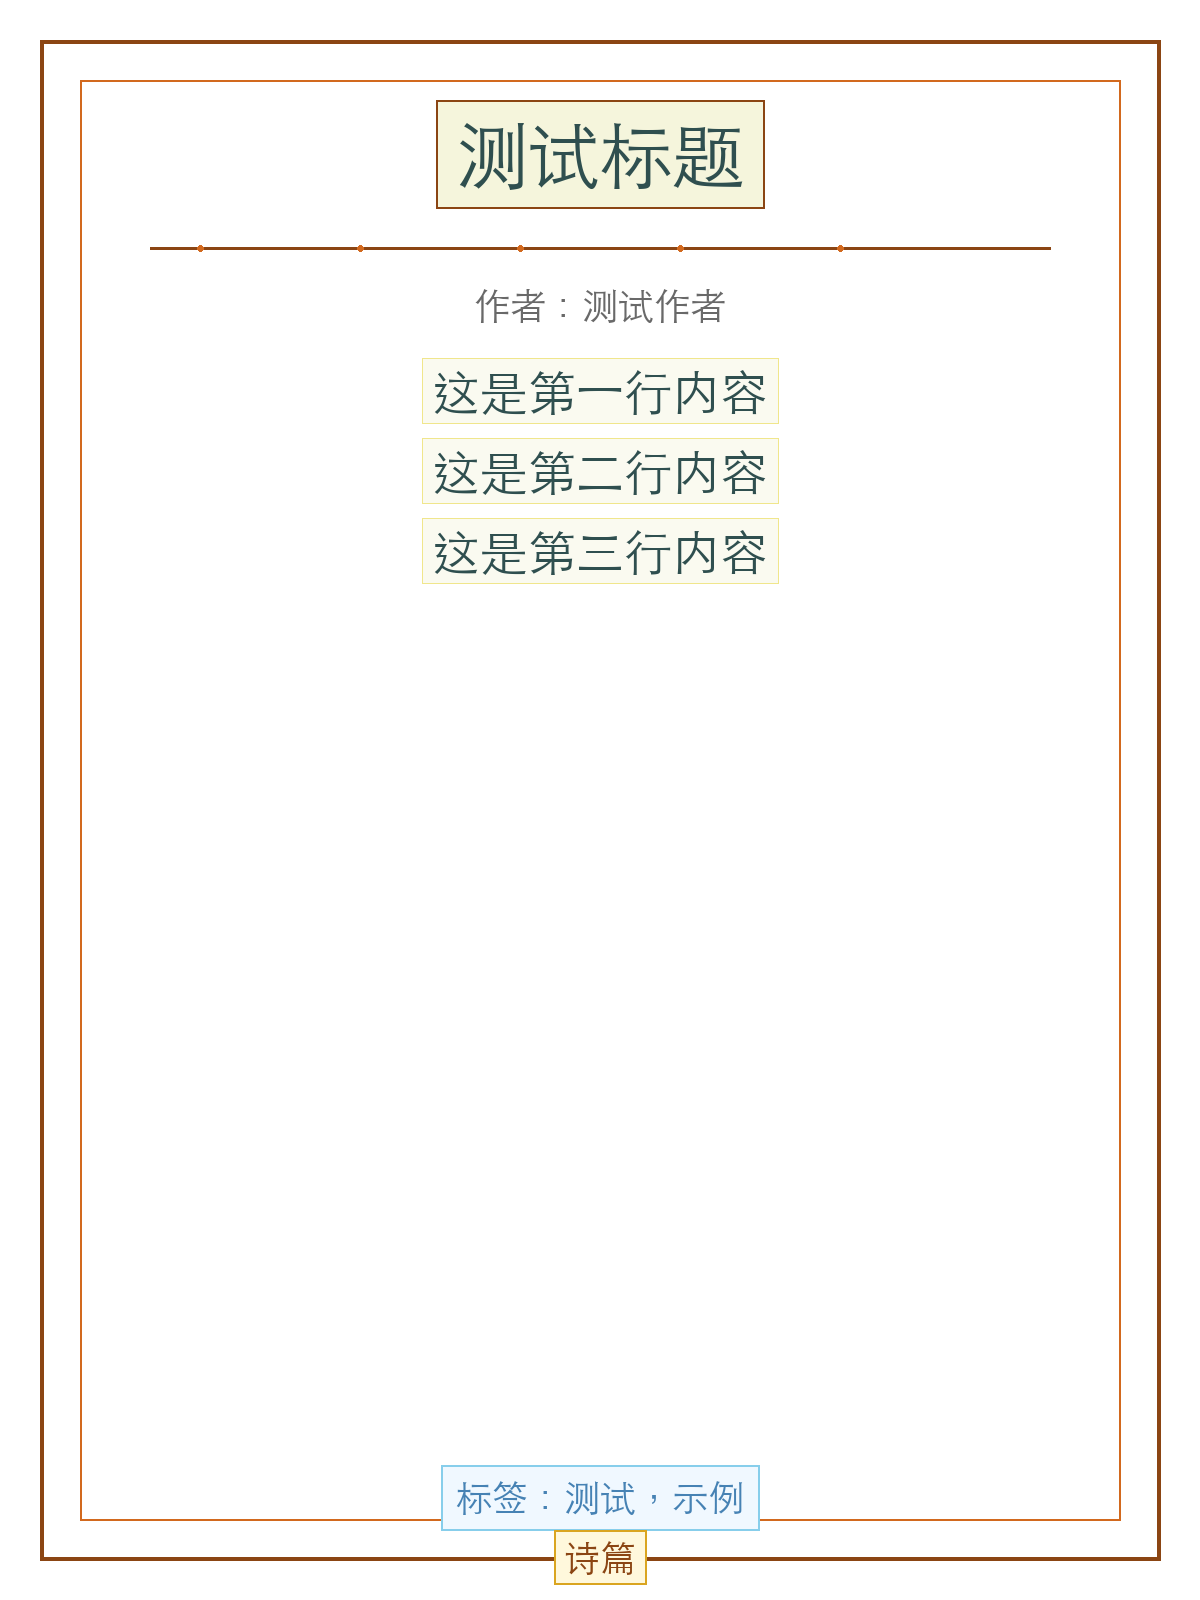 测试标题
作者：测试作者
这是第一行内容
这是第二行内容
这是第三行内容
标签：测试，示例
诗篇